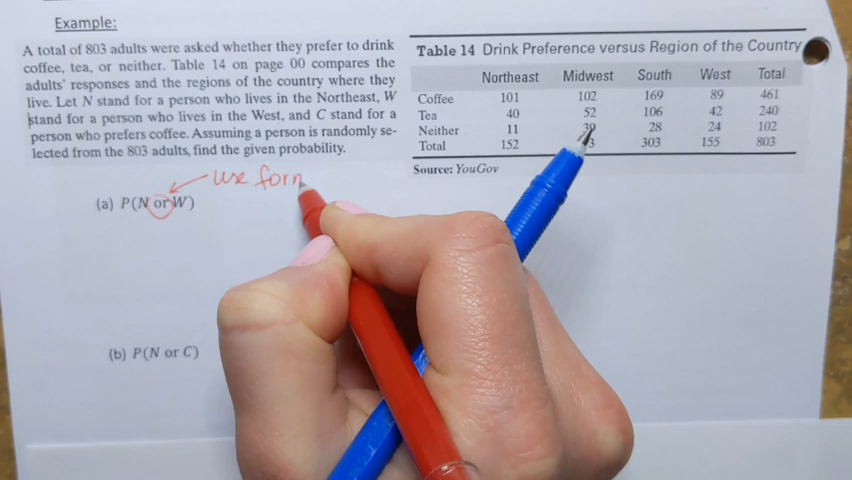 Example:
A total of 803 adults were asked whether they prefer to drink
coffee, tea, or neither. Table 14 on page 00 compares the
adults' responses and the regions of the country where they
live. Let N stand for a person who lives in the Northeast, W
stand for a person who lives in the West, and C stand for a
person who prefers coffee. Assuming a person is randomly se-
lected from the 803 adults, find the given probability.
use form
(a) P(N or W)
(b) P(N or C)
Table 14 Drink Preference versus Region of the Country
Northeast Midwest South West Total
Coffee 101 102 169 89 461
Tea 40 52 106 42 240
Neither 11 28 24 102
Total 152 303 155 803
Source: YouGov